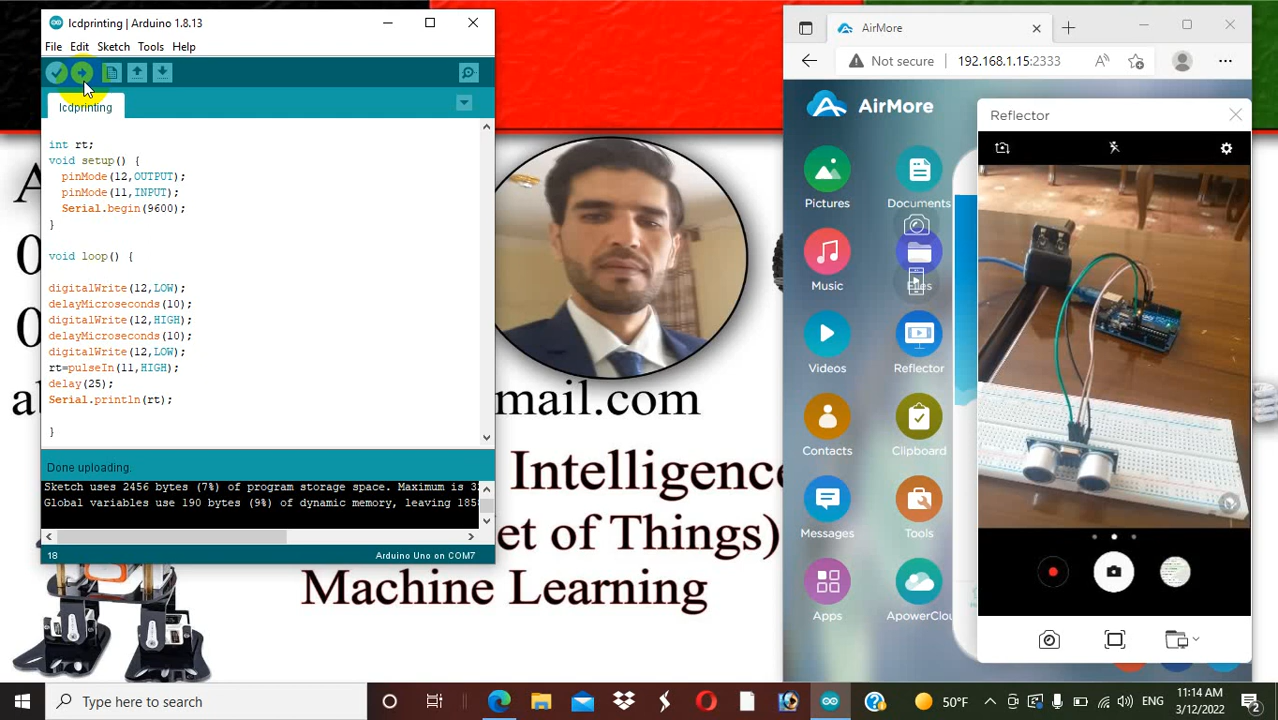 lcdprinting | Arduino 1.8.13
File Edit Sketch Tools Help
lcdprinting
int rt;
void setup() {
pinMode(12,OUTPUT);
pinMode(11,INPUT);
Serial.begin(9600);
}
void loop() {
digitalWrite(12,LOW);
delayMicroseconds(10);
digitalWrite(12,HIGH);
delayMicroseconds(10);
digitalWrite(12,LOW);
rt=pulseIn(11,HIGH);
delay(25);
Serial.println(rt);
}
Done uploading.
Sketch uses 2456 bytes (7%) of program storage space. Maximum is
Global variables use 190 bytes (9%) of dynamic memory, leaving
18
Arduino Uno on COM7
A
0
0
mail.com
Intelligence
et of Things)
Machine Learning
AirMore
Not secure 192.168.1.15:2333
AirMore
Reflector
Pictures Documents
Music Files
Videos Reflector
Contacts Clipboard
Messages Tools
Apps ApowerClou
Type here to search
50°F
ENG
11:14 AM
3/12/2022
2